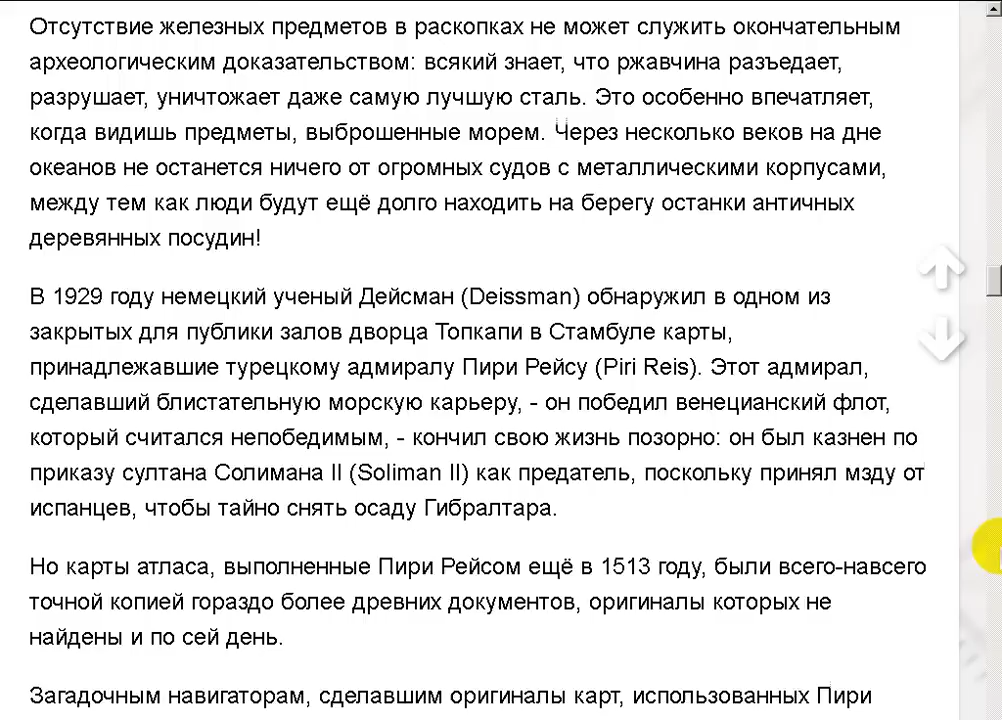 Отсутствие железных предметов в раскопках не может служить окончательным
археологическим доказательством: всякий знает, что ржавчина разъедает,
разрушает, уничтожает даже самую лучшую сталь. Это особенно впечатляет,
когда видишь предметы, выброшенные морем. Через несколько веков на дне
океанов не останется ничего от огромных судов с металлическими корпусами,
между тем как люди будут ещё долго находить на берегу останки античных
деревянных посудин!
В 1929 году немецкий ученый Дейсман (Deissman) обнаружил в одном из
закрытых для публики залов дворца Топкапи в Стамбуле карты,
принадлежавшие турецкому адмиралу Пири Рейсу (Piri Reis). Этот адмирал,
сделавший блистательную морскую карьеру, - он победил венецианский флот,
который считался непобедимым, - кончил свою жизнь позорно: он был казнен по
приказу султана Солимана II (Soliman II) как предатель, поскольку принял мзду от
испанцев, чтобы тайно снять осаду Гибралтара.
Но карты атласа, выполненные Пири Рейсом ещё в 1513 году, были всего-навсего
точной копией гораздо более древних документов, оригиналы которых не
найдены и по сей день.
Загадочным навигаторам, сделавшим оригиналы карт, использованных Пири